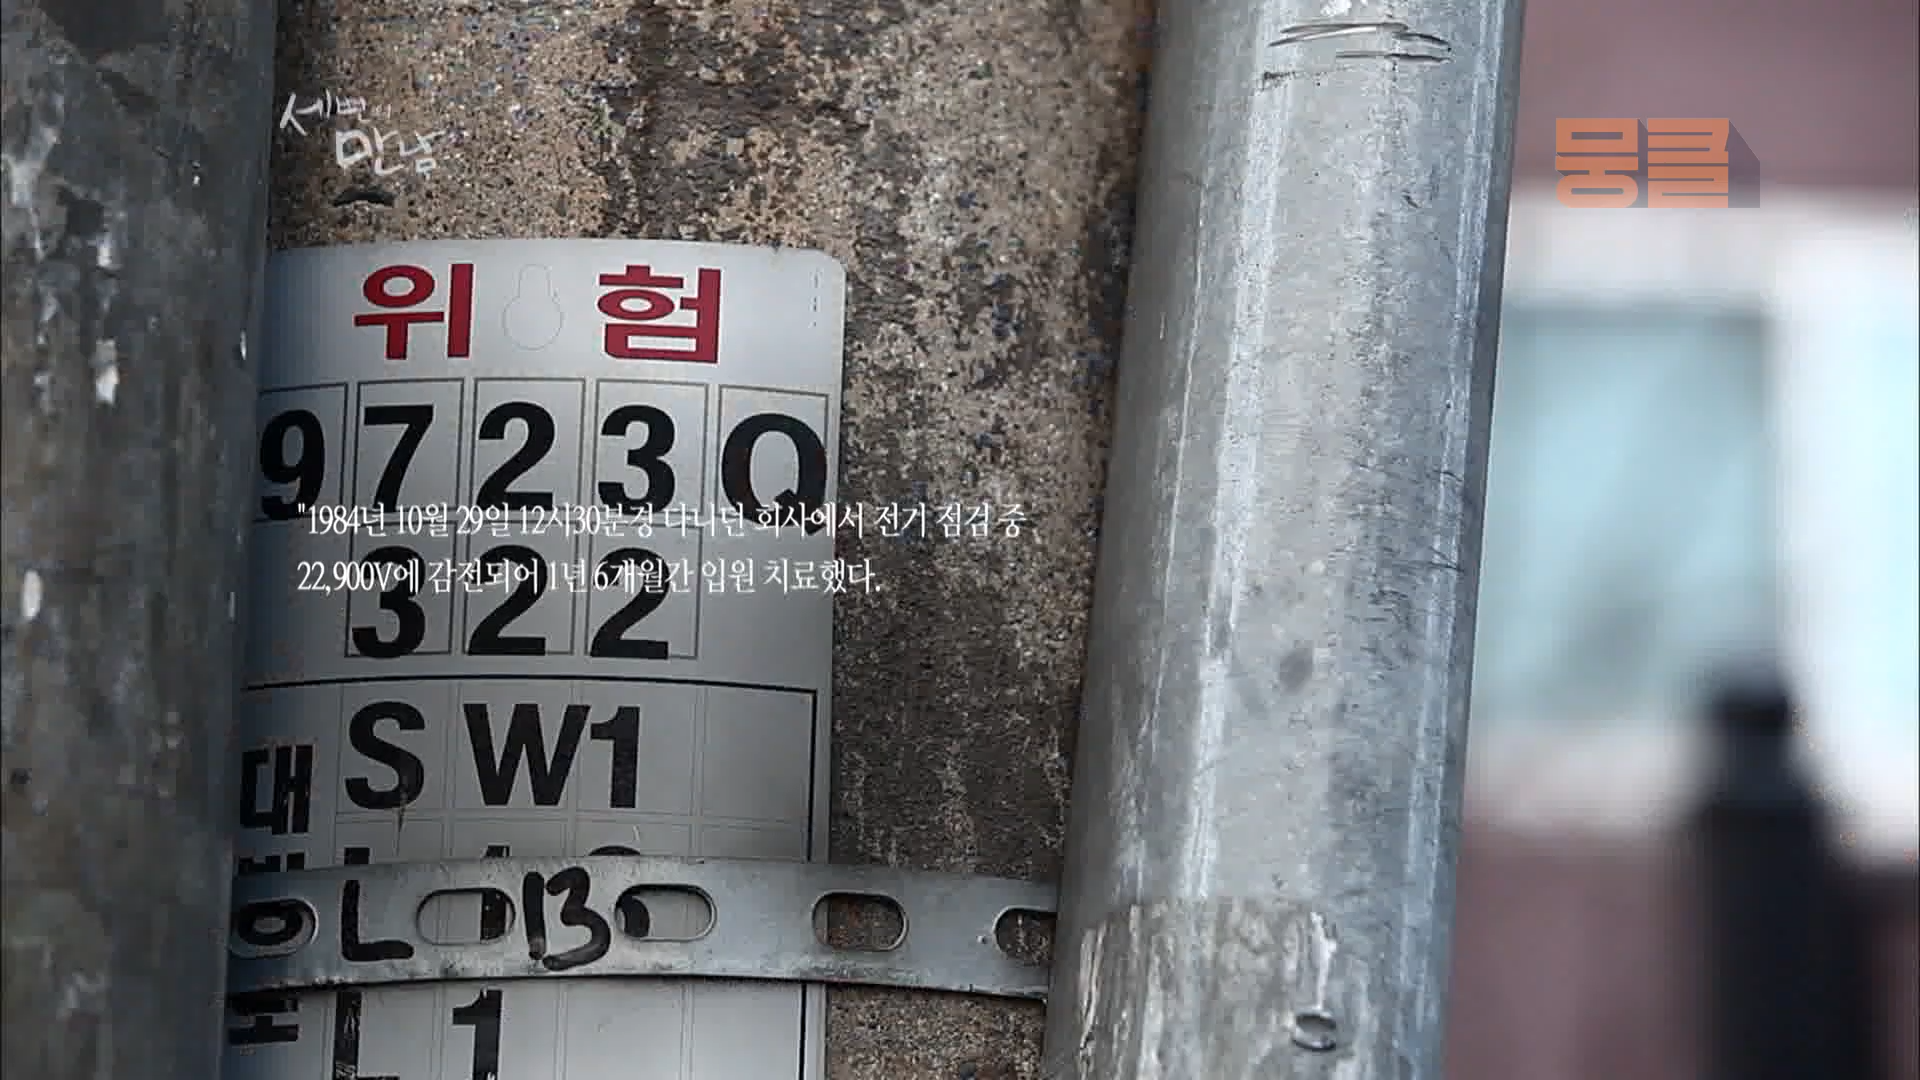 세번의
만남
뭉클
위험
9723Q
"1984년 10월 29일 12시30분경 다니던 회사에서 전기 점검 중
22,900V에 감전되어 1년 6개월간 입원 치료했다.
322
SW1
대
L 13
L1